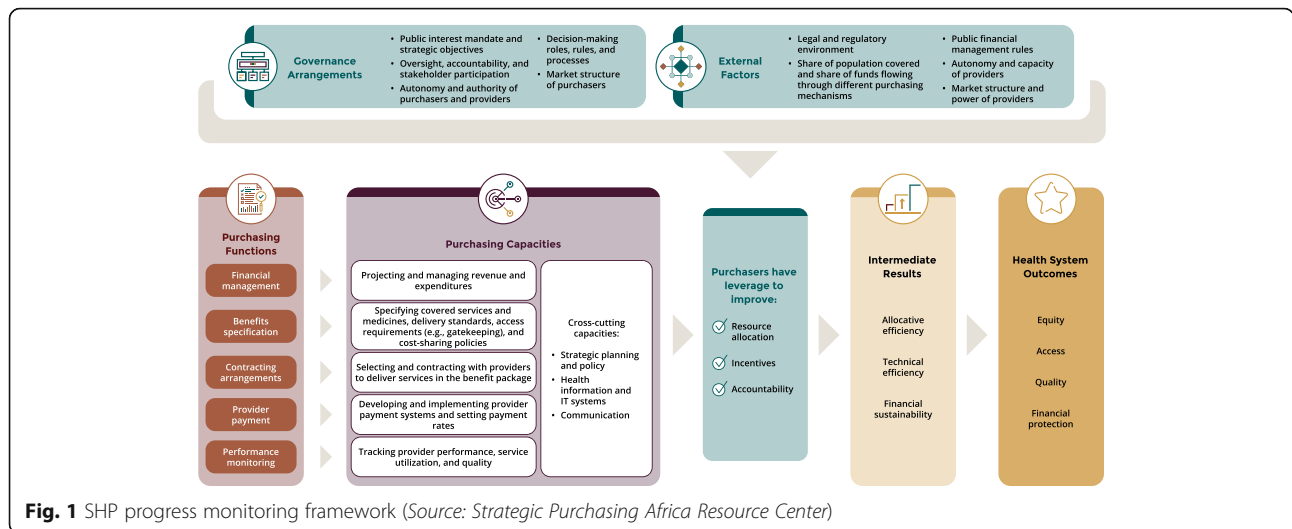 Governance
Arrangements
• Public interest mandate and
strategic objectives
• Oversight, accountability, and
stakeholder participation
• Autonomy and authority of
purchasers and providers
• Decision-making
roles, rules, and
processes
• Market structure
of purchasers
External
Factors
• Legal and regulatory
environment
• Share of population covered
and share of funds flowing
through different purchasing
mechanisms
• Public financial
management rules
• Autonomy and capacity
of providers
• Market structure and
power of providers
Purchasing
Functions
Financial
management
Benefits
specification
Contracting
arrangements
Provider
payment
Performance
monitoring
Purchasing Capacities
Projecting and managing revenue and
expenditures
Specifying covered services and
medicines, delivery standards, access
requirements (e.g., gatekeeping), and
cost-sharing policies
Selecting and contracting with providers
to deliver services in the benefit package
Developing and implementing provider
payment systems and setting payment
rates
Tracking provider performance, service
utilization, and quality
Cross-cutting
capacities:
• Strategic planning
and policy
• Health
information and
IT systems
• Communication
Purchasers have
leverage to
improve:
Resource
allocation
Incentives
Accountability
Intermediate
Results
Allocative
efficiency
Technical
efficiency
Financial
sustainability
Health System
Outcomes
Equity
Access
Quality
Financial
protection
Fig. 1 SHP progress monitoring framework (Source: Strategic Purchasing Africa Resource Center)